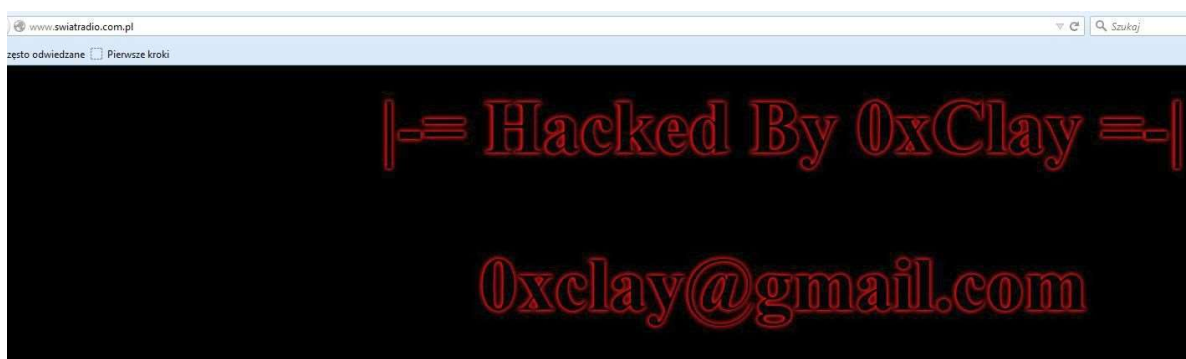 www.swiatradio.com.pl
Szukaj
zęsto odwiedzane Pierwsze kroki
|-= Hacked By 0xClay =-|
0xclay@gmail.com